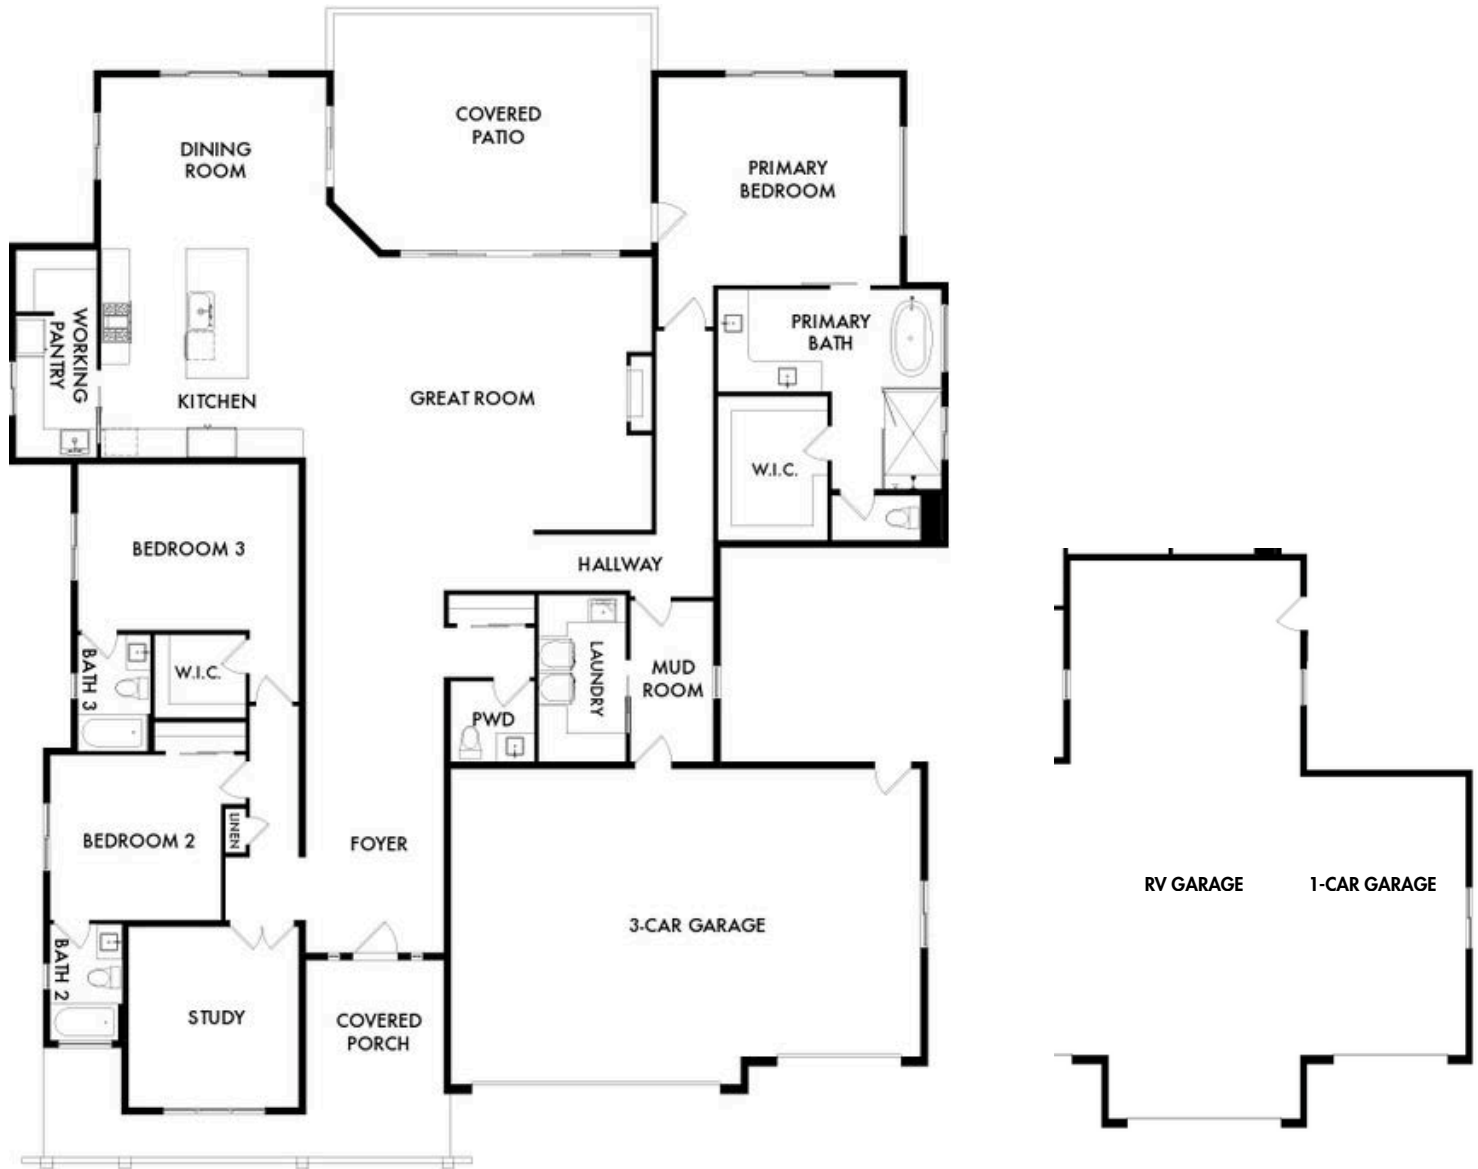 COVERED
PATIO
DINING
ROOM
PRIMARY
BEDROOM
WORKING
PANTRY
PRIMARY
BATH
KITCHEN
GREAT ROOM
W.I.C.
BEDROOM 3
HALLWAY
BATH 3
W.I.C.
LAUNDRY
MUD
ROOM
PWD
BEDROOM 2
LINEN
FOYER
3-CAR GARAGE
RV GARAGE
1-CAR GARAGE
BATH 2
STUDY
COVERED
PORCH